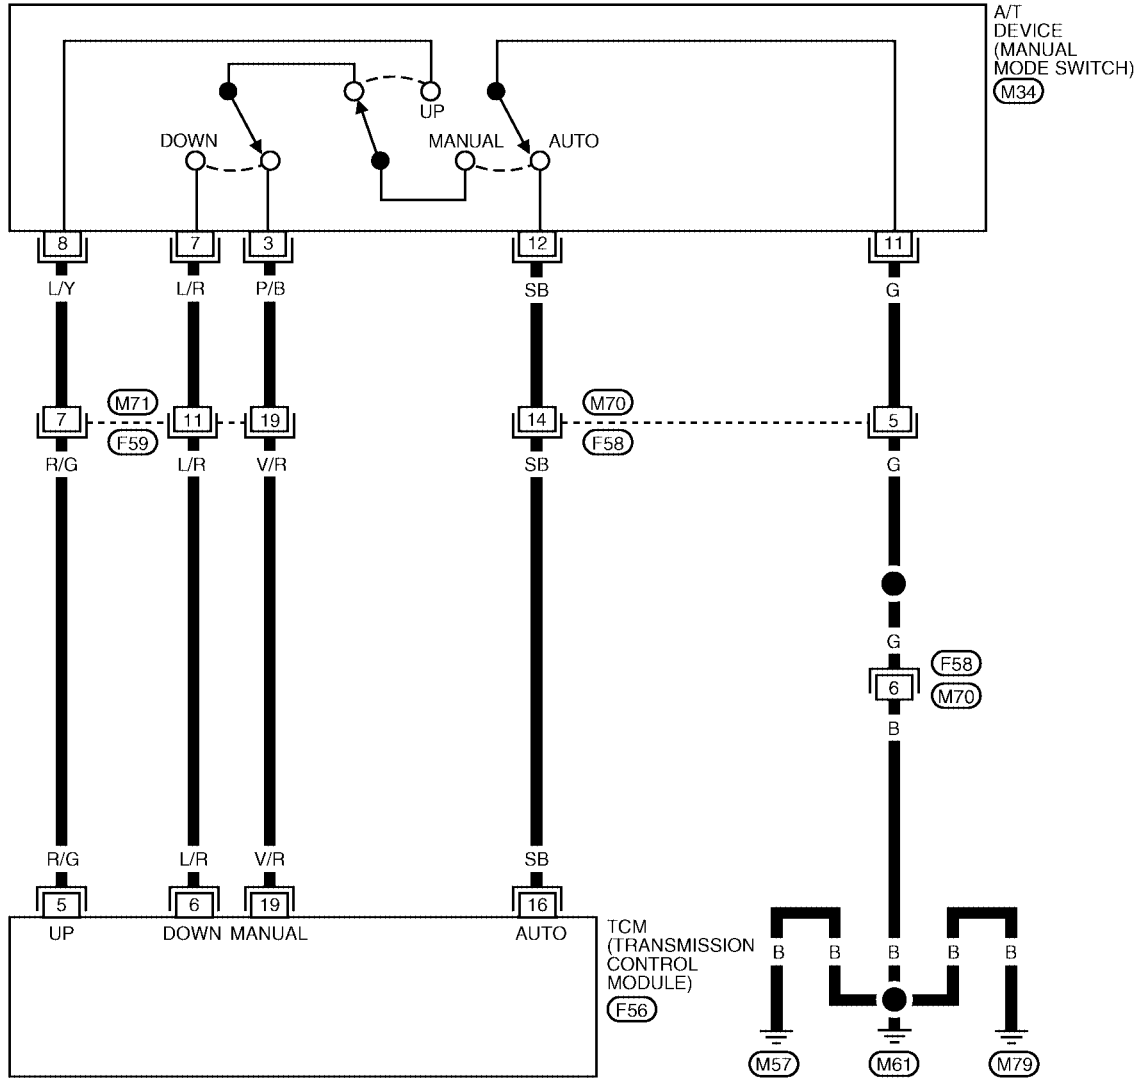 A/T
DEVICE
(MANUAL
MODE SWITCH)
M34
UP
DOWN
MANUAL
AUTO
8
7
3
12
11
L/Y
L/R
P/B
SB
G
M71
M70
7
11
19
14
5
F59
F58
R/G
L/R
V/R
SB
G
G
F58
6
M70
B
R/G
L/R
V/R
SB
5
6
19
16
UP
DOWN
MANUAL
AUTO
TCM
(TRANSMISSION
CONTROL
MODULE)
F56
B
B
B
B
B
M57
M61
M79